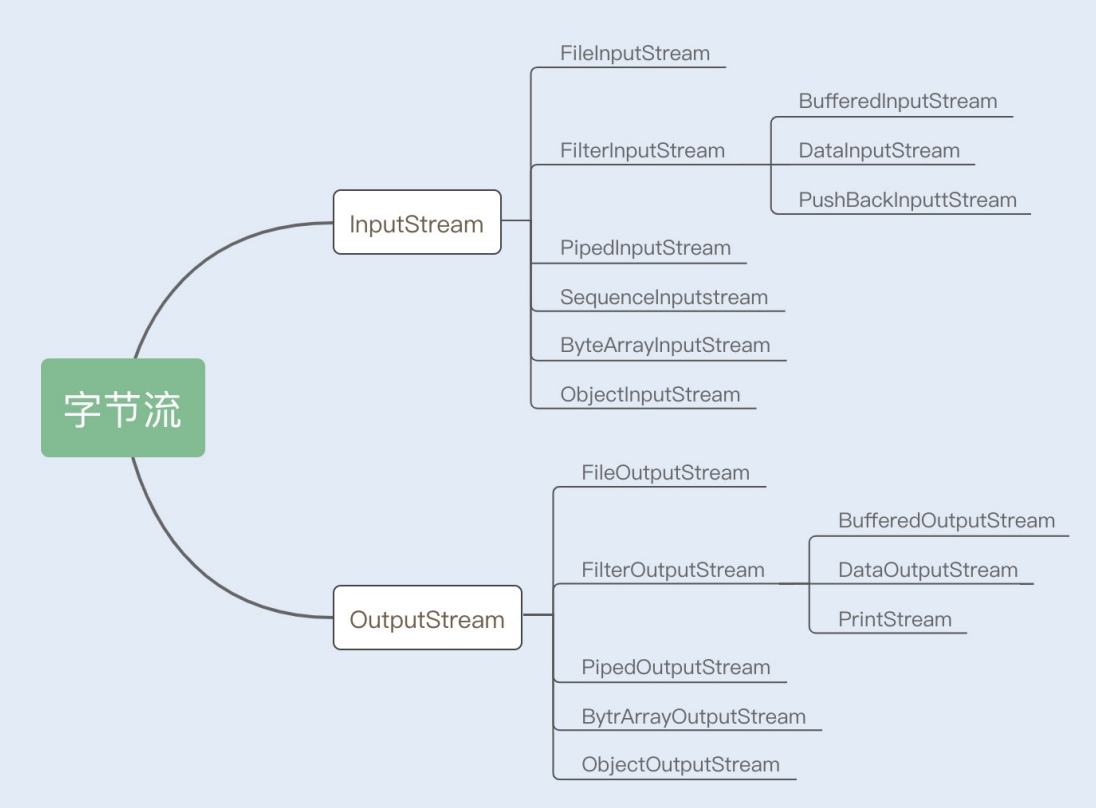 字节流
InputStream
FileInputStream
FilterInputStream
BufferedInputStream
DataInputStream
PushBackInputtStream
PipedInputStream
SequenceInputstream
ByteArrayInputStream
ObjectInputStream
OutputStream
FileOutputStream
FilterOutputStream
BufferedOutputStream
DataOutputStream
PrintStream
PipedOutputStream
BytrArrayOutputStream
ObjectOutputStream